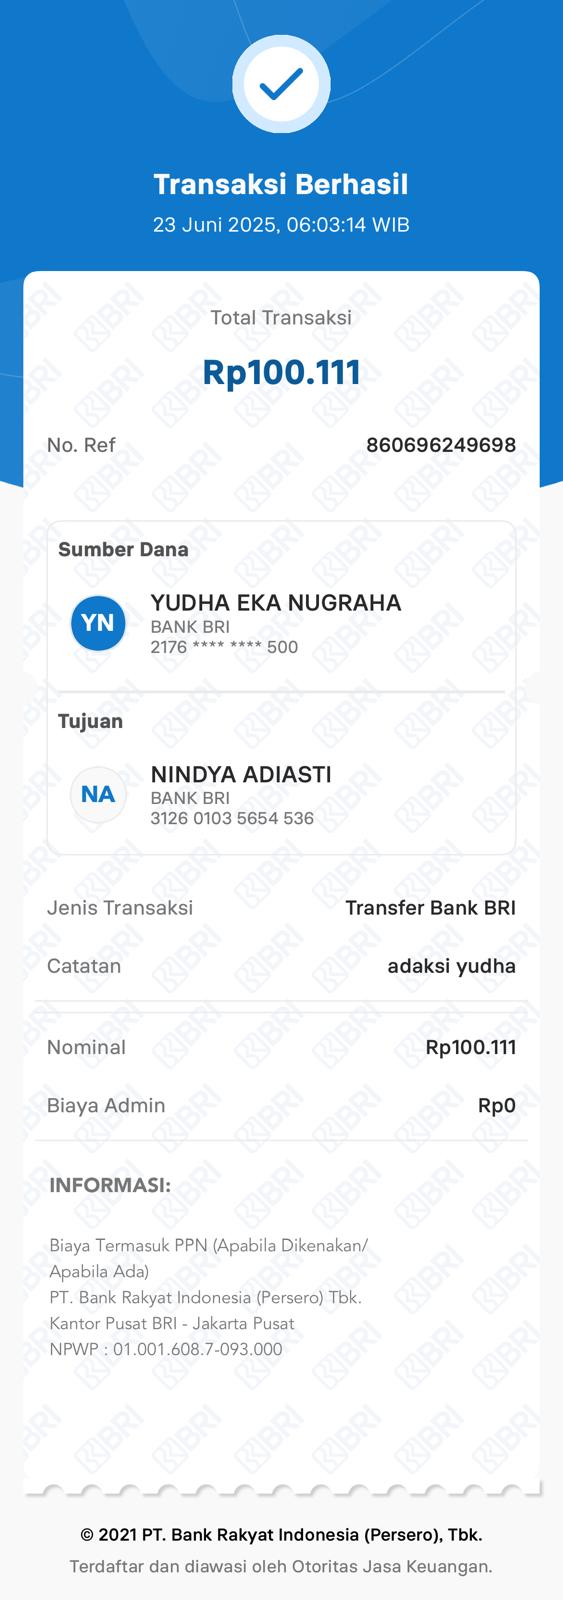 Transaksi Berhasil
23 Juni 2025, 06:03:14 WIB
Total Transaksi
Rp100.111
No. Ref 860696249698
Sumber Dana
YN
YUDHA EKA NUGRAHA
BANK BRI
2176 **** **** 500
Tujuan
NA
NINDYA ADIASTI
BANK BRI
3126 0103 5654 536
Jenis Transaksi Transfer Bank BRI
Catatan adaksi yudha
Nominal Rp100.111
Biaya Admin Rp0
INFORMASI:
Biaya Termasuk PPN (Apabila Dikenakan/
Apabila Ada)
PT. Bank Rakyat Indonesia (Persero) Tbk.
Kantor Pusat BRI - Jakarta Pusat
NPWP : 01.001.608.7-093.000
© 2021 PT. Bank Rakyat Indonesia (Persero), Tbk.
Terdaftar dan diawasi oleh Otoritas Jasa Keuangan.